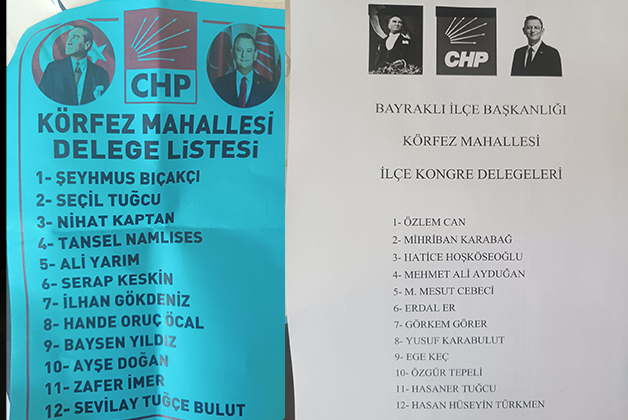 CHP
KÖRFEZ MAHALLESİ
DELEGE LİSTESİ
1- ŞEYHMUS BIÇAKÇI
2- SEÇİL TUĞCU
3- NİHAT KAPTAN
4- TANSEL NAMLISES
5- ALİ YARIM
6- SERAP KESKİN
7- İLHAN GÖKDENİZ
8- HANDE ORUÇ ÖCAL
9- BAYSEN YILDIZ
10- AYŞE DOĞAN
11- ZAFER İMER
12- SEVİLAY TUĞÇE BULUT
CHP
BAYRAKLI İLÇE BAŞKANLIĞI
KÖRFEZ MAHALLESİ
İLÇE KONGRE DELEGELERİ
1- ÖZLEM CAN
2- MİHRİBAN KARABAĞ
3- HATİCE HOŞKÖSEOĞLU
4- MEHMET ALİ AYDUĞAN
5- M. MESUT CEBECİ
6- ERDAL ER
7- GÖRKEM GÖRER
8- YUSUF KARABULUT
9- EGE KEÇ
10- ÖZGÜR TEPELİ
11- HASANER TUĞCU
12- HASAN HÜSEYİN TÜRKMEN